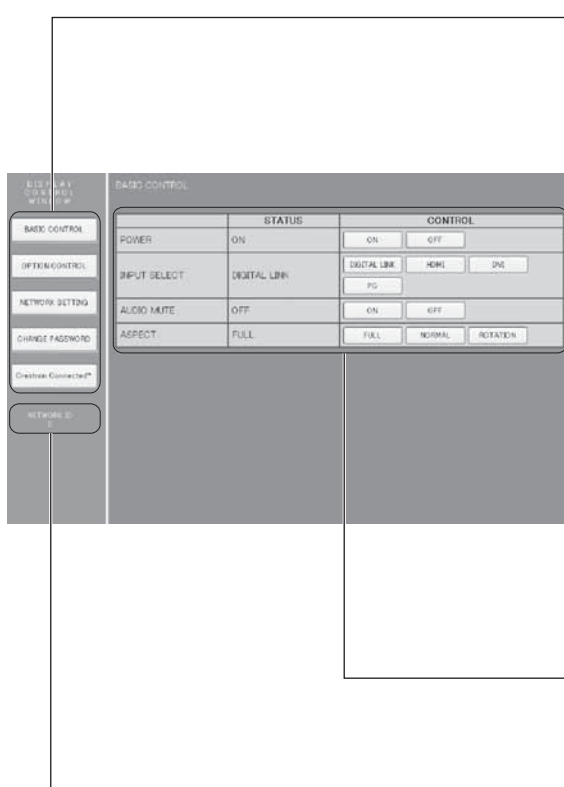 DISPLAY
CONTROL
WINDOW
BASIC CONTROL
OPTION CONTROL
NETWORK SETTING
CHANGE PASSWORD
Crestron Connected™
NETWORK ID
0
BASIC CONTROL
STATUS CONTROL
POWER ON ON OFF
INPUT SELECT DIGITAL LINK DIGITAL LINK HDMI DVI
PC
AUDIO MUTE OFF ON OFF
ASPECT FULL FULL NORMAL ROTATION